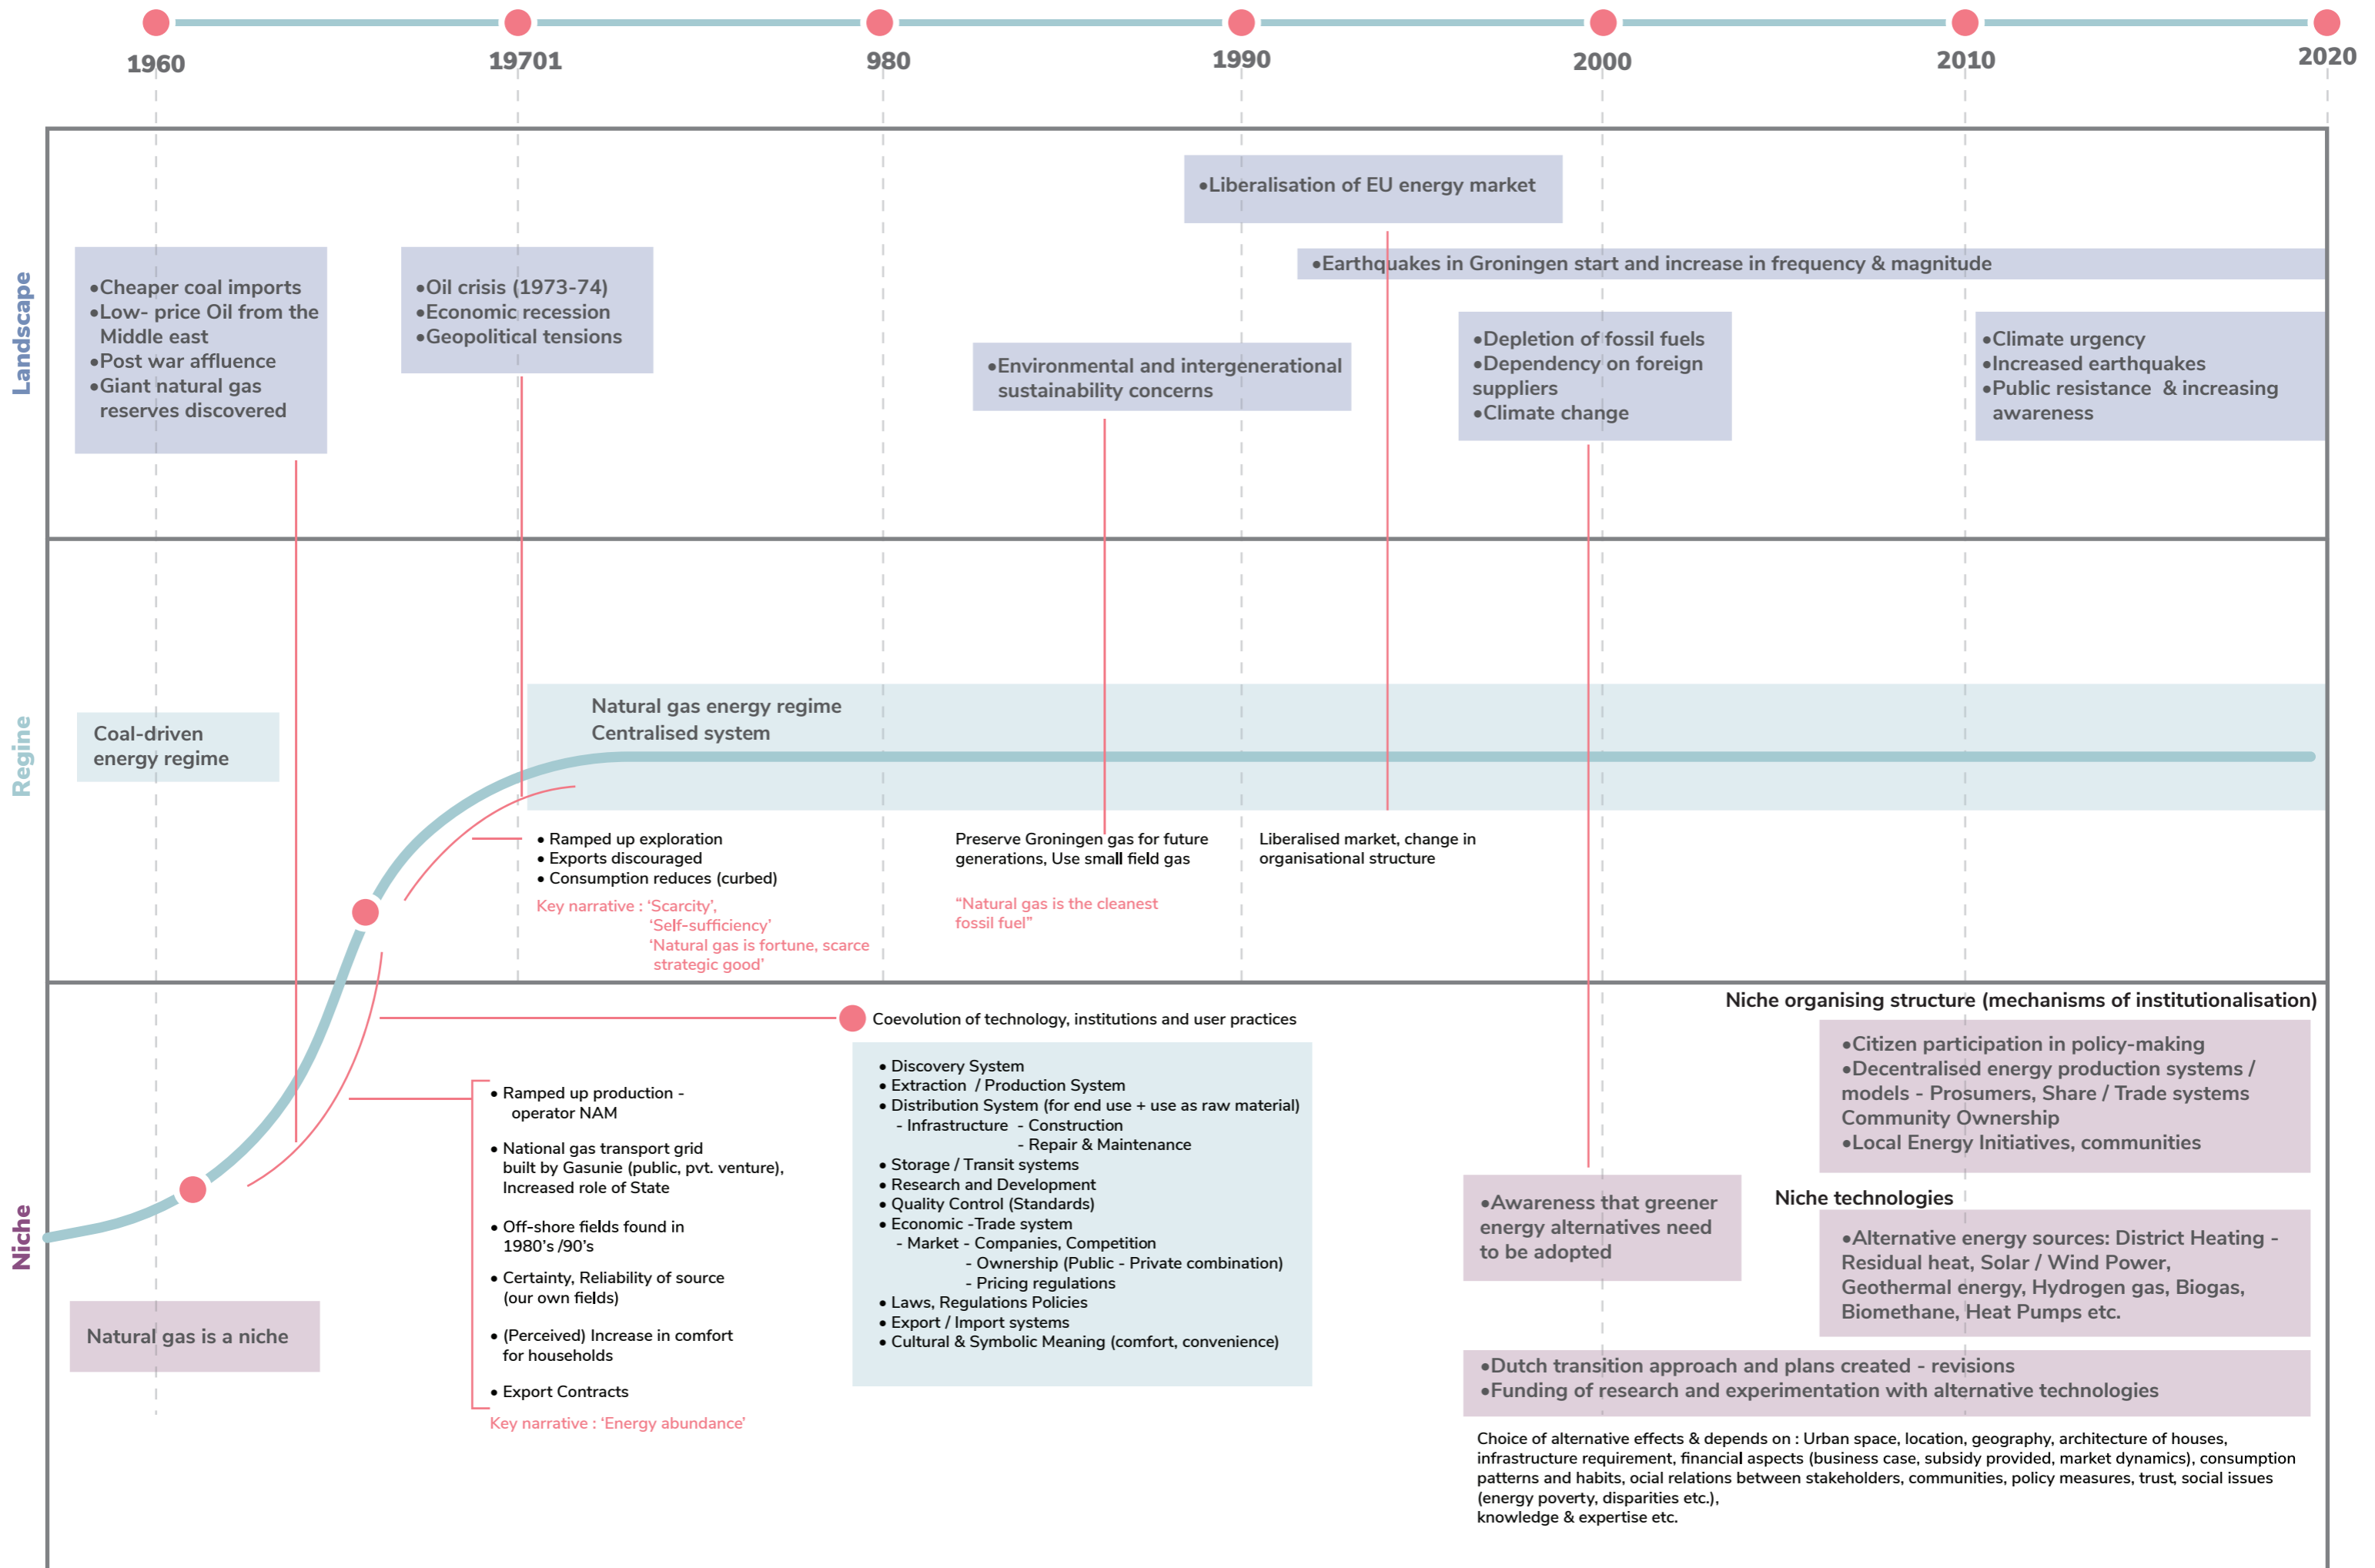 1960
19701
980
1990
2000
2010
2020
Landscape
•Cheaper coal imports
•Low- price Oil from the
Middle east
•Post war affluence
•Giant natural gas
reserves discovered
•Oil crisis (1973-74)
•Economic recession
•Geopolitical tensions
•Environmental and intergenerational
sustainability concerns
•Liberalisation of EU energy market
•Earthquakes in Groningen start and increase in frequency & magnitude
•Depletion of fossil fuels
•Dependency on foreign
suppliers
•Climate change
•Climate urgency
•Increased earthquakes
•Public resistance & increasing
awareness
Regine
Coal-driven
energy regime
Natural gas energy regime
Centralised system
• Ramped up exploration
• Exports discouraged
• Consumption reduces (curbed)
Key narrative : ‘Scarcity’,
‘Self-sufficiency’
‘Natural gas is fortune, scarce
strategic good’
Preserve Groningen gas for future
generations, Use small field gas
“Natural gas is the cleanest
fossil fuel”
Liberalised market, change in
organisational structure
Niche
Natural gas is a niche
• Ramped up production -
operator NAM
• National gas transport grid
built by Gasunie (public, pvt. venture),
Increased role of State
• Off-shore fields found in
1980’s /90’s
• Certainty, Reliability of source
(our own fields)
• (Perceived) Increase in comfort
for households
• Export Contracts
Key narrative : ‘Energy abundance’
Coevolution of technology, institutions and user practices
• Discovery System
• Extraction / Production System
• Distribution System (for end use + use as raw material)
- Infrastructure - Construction
- Repair & Maintenance
• Storage / Transit systems
• Research and Development
• Quality Control (Standards)
• Economic -Trade system
- Market - Companies, Competition
- Ownership (Public - Private combination)
- Pricing regulations
• Laws, Regulations Policies
• Export / Import systems
• Cultural & Symbolic Meaning (comfort, convenience)
•Awareness that greener
energy alternatives need
to be adopted
Niche organising structure (mechanisms of institutionalisation)
•Citizen participation in policy-making
•Decentralised energy production systems /
models - Prosumers, Share / Trade systems
Community Ownership
•Local Energy Initiatives, communities
Niche technologies
•Alternative energy sources: District Heating -
Residual heat, Solar / Wind Power,
Geothermal energy, Hydrogen gas, Biogas,
Biomethane, Heat Pumps etc.
•Dutch transition approach and plans created - revisions
•Funding of research and experimentation with alternative technologies
Choice of alternative effects & depends on : Urban space, location, geography, architecture of houses,
infrastructure requirement, financial aspects (business case, subsidy provided, market dynamics), consumption
patterns and habits, ocial relations between stakeholders, communities, policy measures, trust, social issues
(energy poverty, disparities etc.),
knowledge & expertise etc.